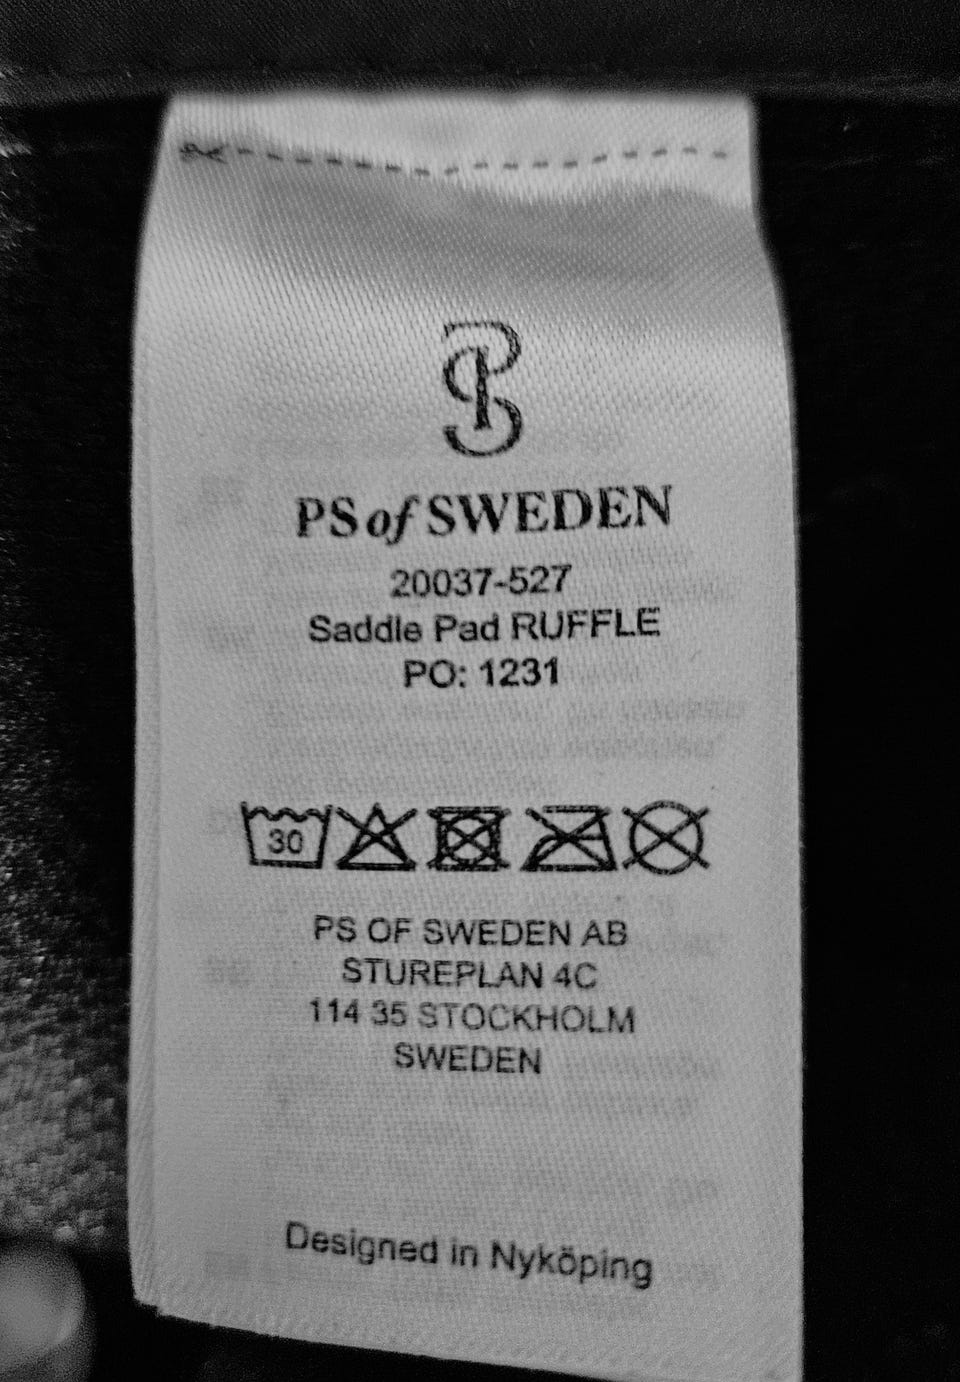 PS of SWEDEN
20037-527
Saddle Pad RUFFLE
PO: 1231
30
PS OF SWEDEN AB
STUREPLAN 4C
114 35 STOCKHOLM
SWEDEN
Designed in Nyköping